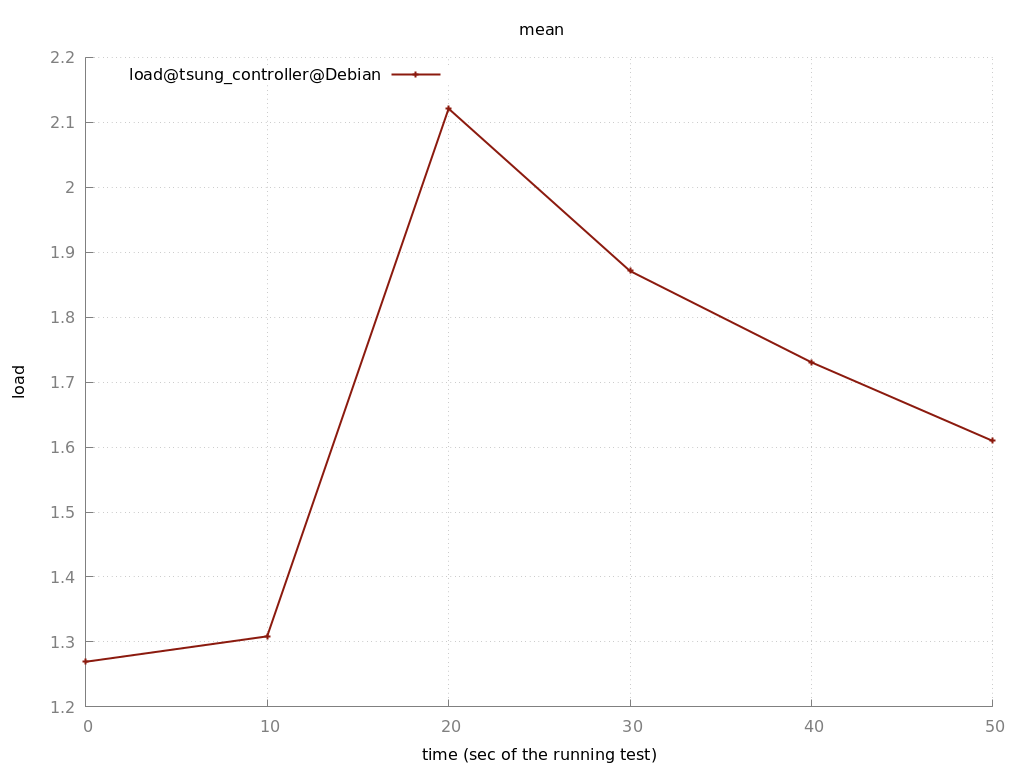 mean
2.2
load@tsung_controller@Debian
2.1
2
1.9
1.8
1.7
load
1.6
1.5
1.4
1.3
1.2
0 10 20 30 40 50
time (sec of the running test)